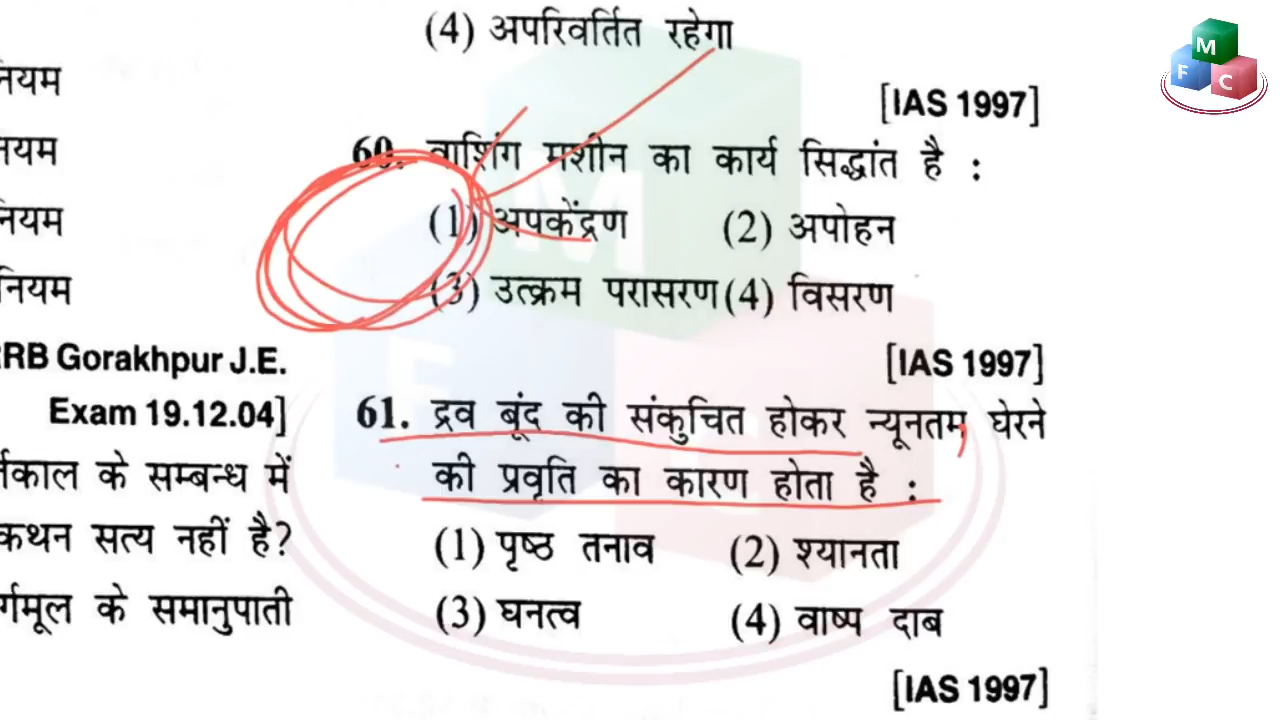 (4) अपरिवर्तित रहेगा
[IAS 1997]
60. वाशिंग मशीन का कार्य सिद्धांत है :
(1) अपकेंद्रण (2) अपोहन
(3) उत्क्रम परासरण (4) विसरण
[IAS 1997]
61. द्रव बूंद की संकुचित होकर न्यूनतम घेरने
की प्रवृति का कारण होता है :
(1) पृष्ठ तनाव (2) श्यानता
(3) घनत्व (4) वाष्प दाब
[IAS 1997]
नियम
नियम
नियम
नियम
RRB Gorakhpur J.E.
Exam 19.12.04]
र्तकाल के सम्बन्ध में
कथन सत्य नहीं है?
र्गमूल के समानुपाती
M
F C